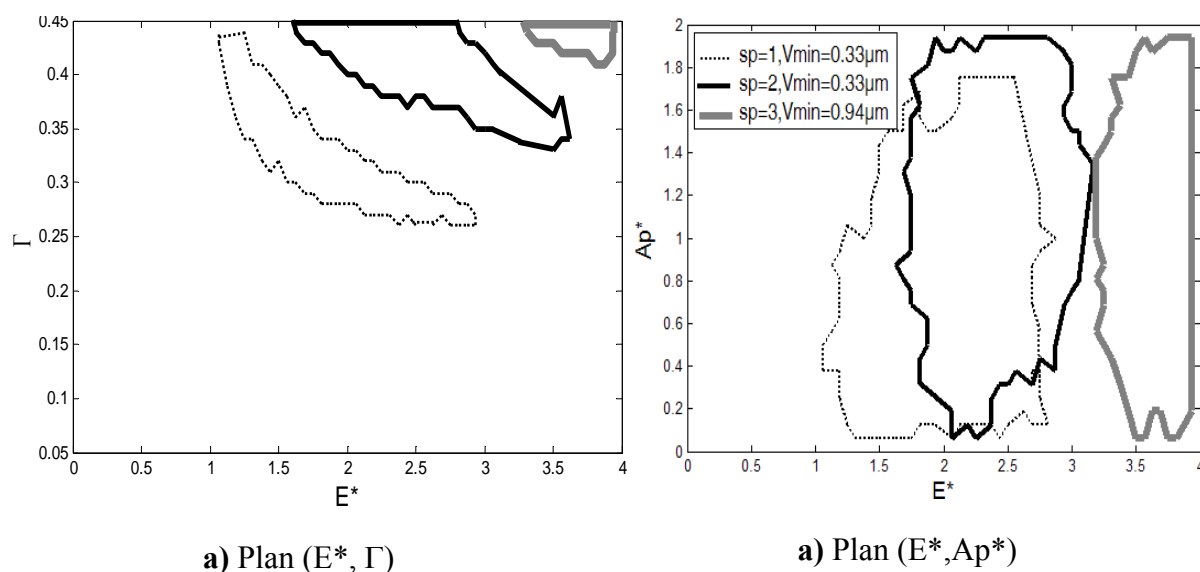 0.45
0.4
0.35
0.3
0.25
0.2
0.15
0.1
0.05
Γ
0 0.5 1 1.5 2 2.5 3 3.5 4
E*
a) Plan (E*, Γ)
2
1.8
1.6
1.4
1.2
1
0.8
0.6
0.4
0.2
0
Ap*
sp=1,Vmin=0.33µm
sp=2,Vmin=0.33µm
sp=3,Vmin=0.94µm
0 0.5 1 1.5 2 2.5 3 3.5 4
E*
a) Plan (E*,Ap*)